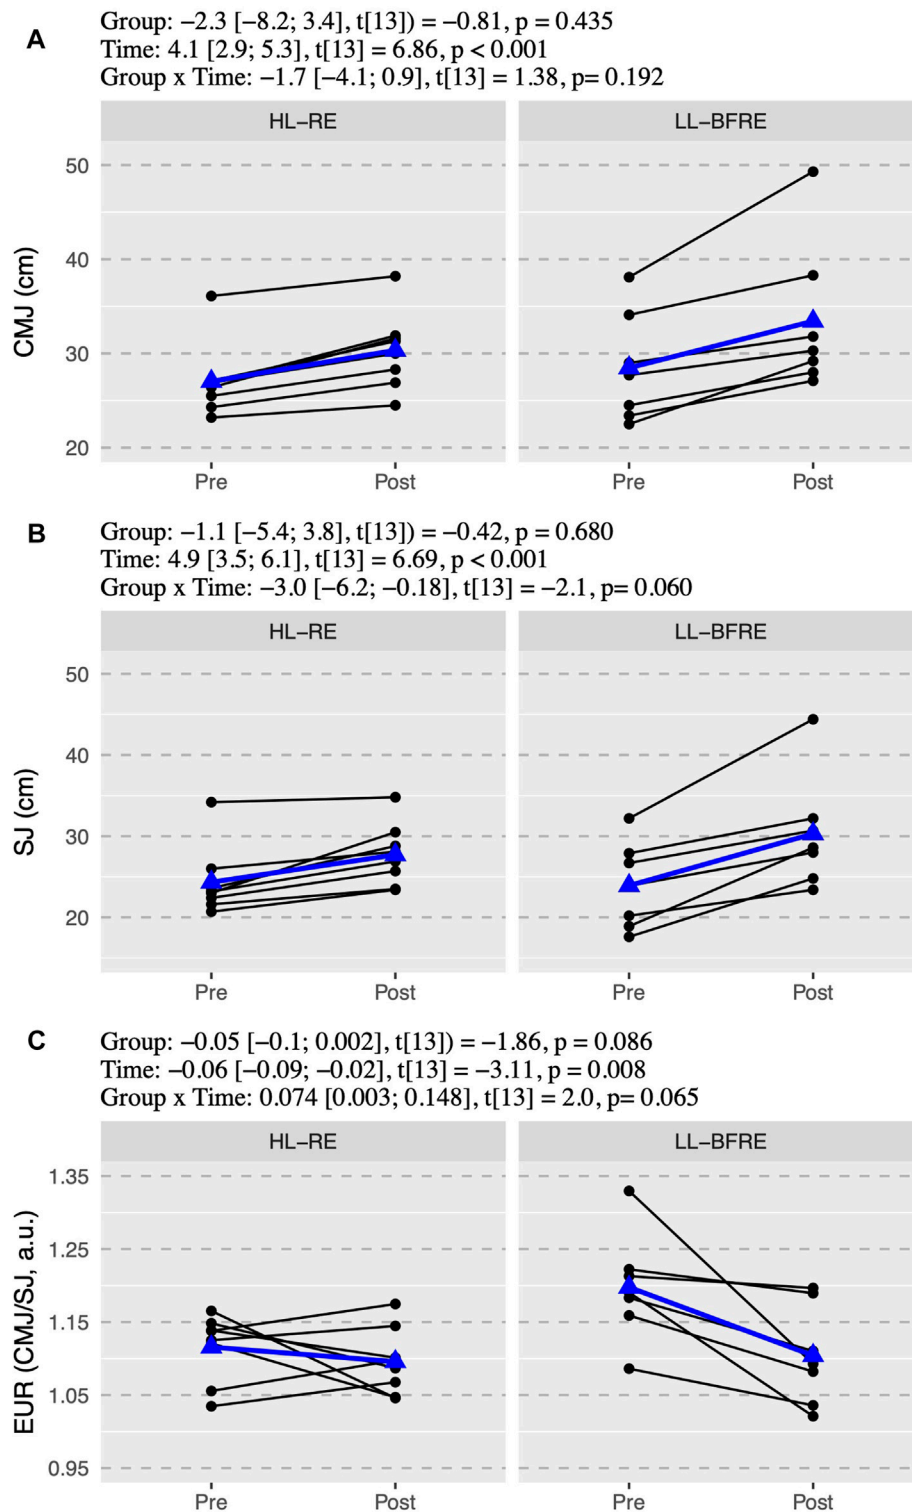 A
Group: −2.3 [−8.2; 3.4], t[13]) = −0.81, p = 0.435
Time: 4.1 [2.9; 5.3], t[13] = 6.86, p < 0.001
Group x Time: −1.7 [−4.1; 0.9], t[13] = 1.38, p= 0.192
HL−RE
LL−BFRE
CMJ (cm)
50
40
30
20
Pre
Post
Pre
Post
B
Group: −1.1 [−5.4; 3.8], t[13]) = −0.42, p = 0.680
Time: 4.9 [3.5; 6.1], t[13] = 6.69, p < 0.001
Group x Time: −3.0 [−6.2; −0.18], t[13] = −2.1, p= 0.060
HL−RE
LL−BFRE
SJ (cm)
50
40
30
20
Pre
Post
Pre
Post
C
Group: −0.05 [−0.1; 0.002], t[13]) = −1.86, p = 0.086
Time: −0.06 [−0.09; −0.02], t[13] = −3.11, p = 0.008
Group x Time: 0.074 [0.003; 0.148], t[13] = 2.0, p= 0.065
HL−RE
LL−BFRE
EUR (CMJ/SJ, a.u.)
1.35
1.25
1.15
1.05
0.95
Pre
Post
Pre
Post